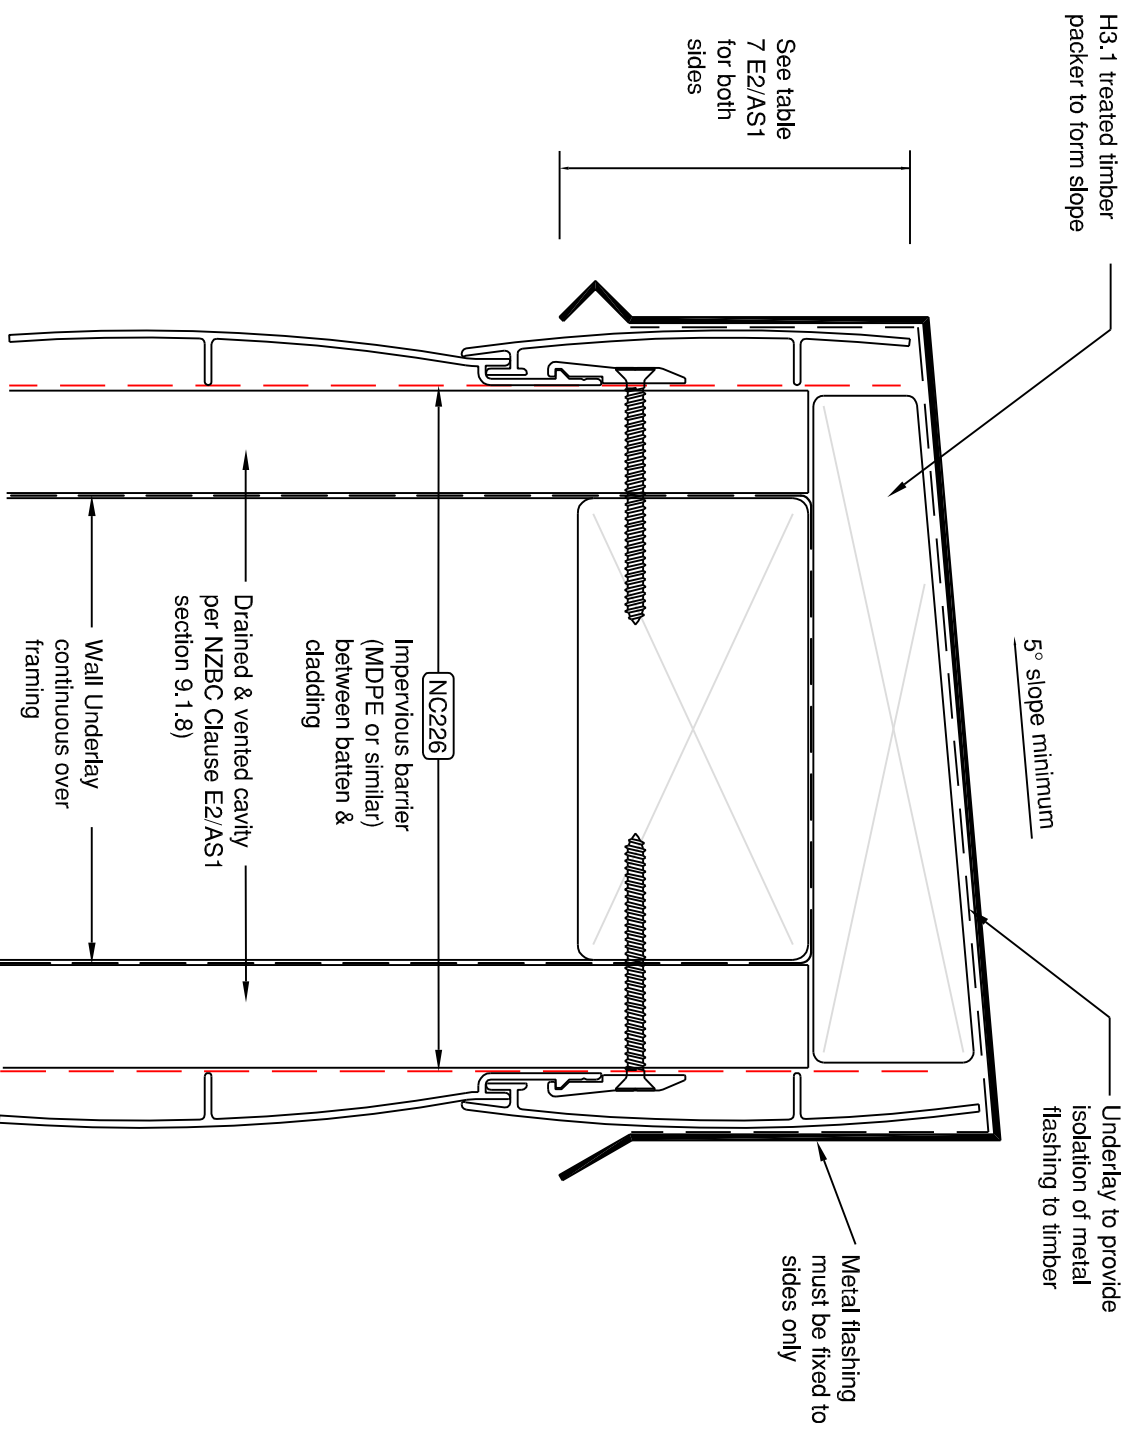 H3.1 treated timber
packer to form slope
See table
7 E2/AS1
for both
sides
5° slope minimum
Underlay to provide
isolation of metal
flashing to timber
Metal flashing
must be fixed to
sides only
NC226
Impervious barrier
(MDPE or similar)
between batten &
cladding
Drained & vented cavity
per NZBC Clause E2/AS1
section 9.1.8)
Wall Underlay
continuous over
framing